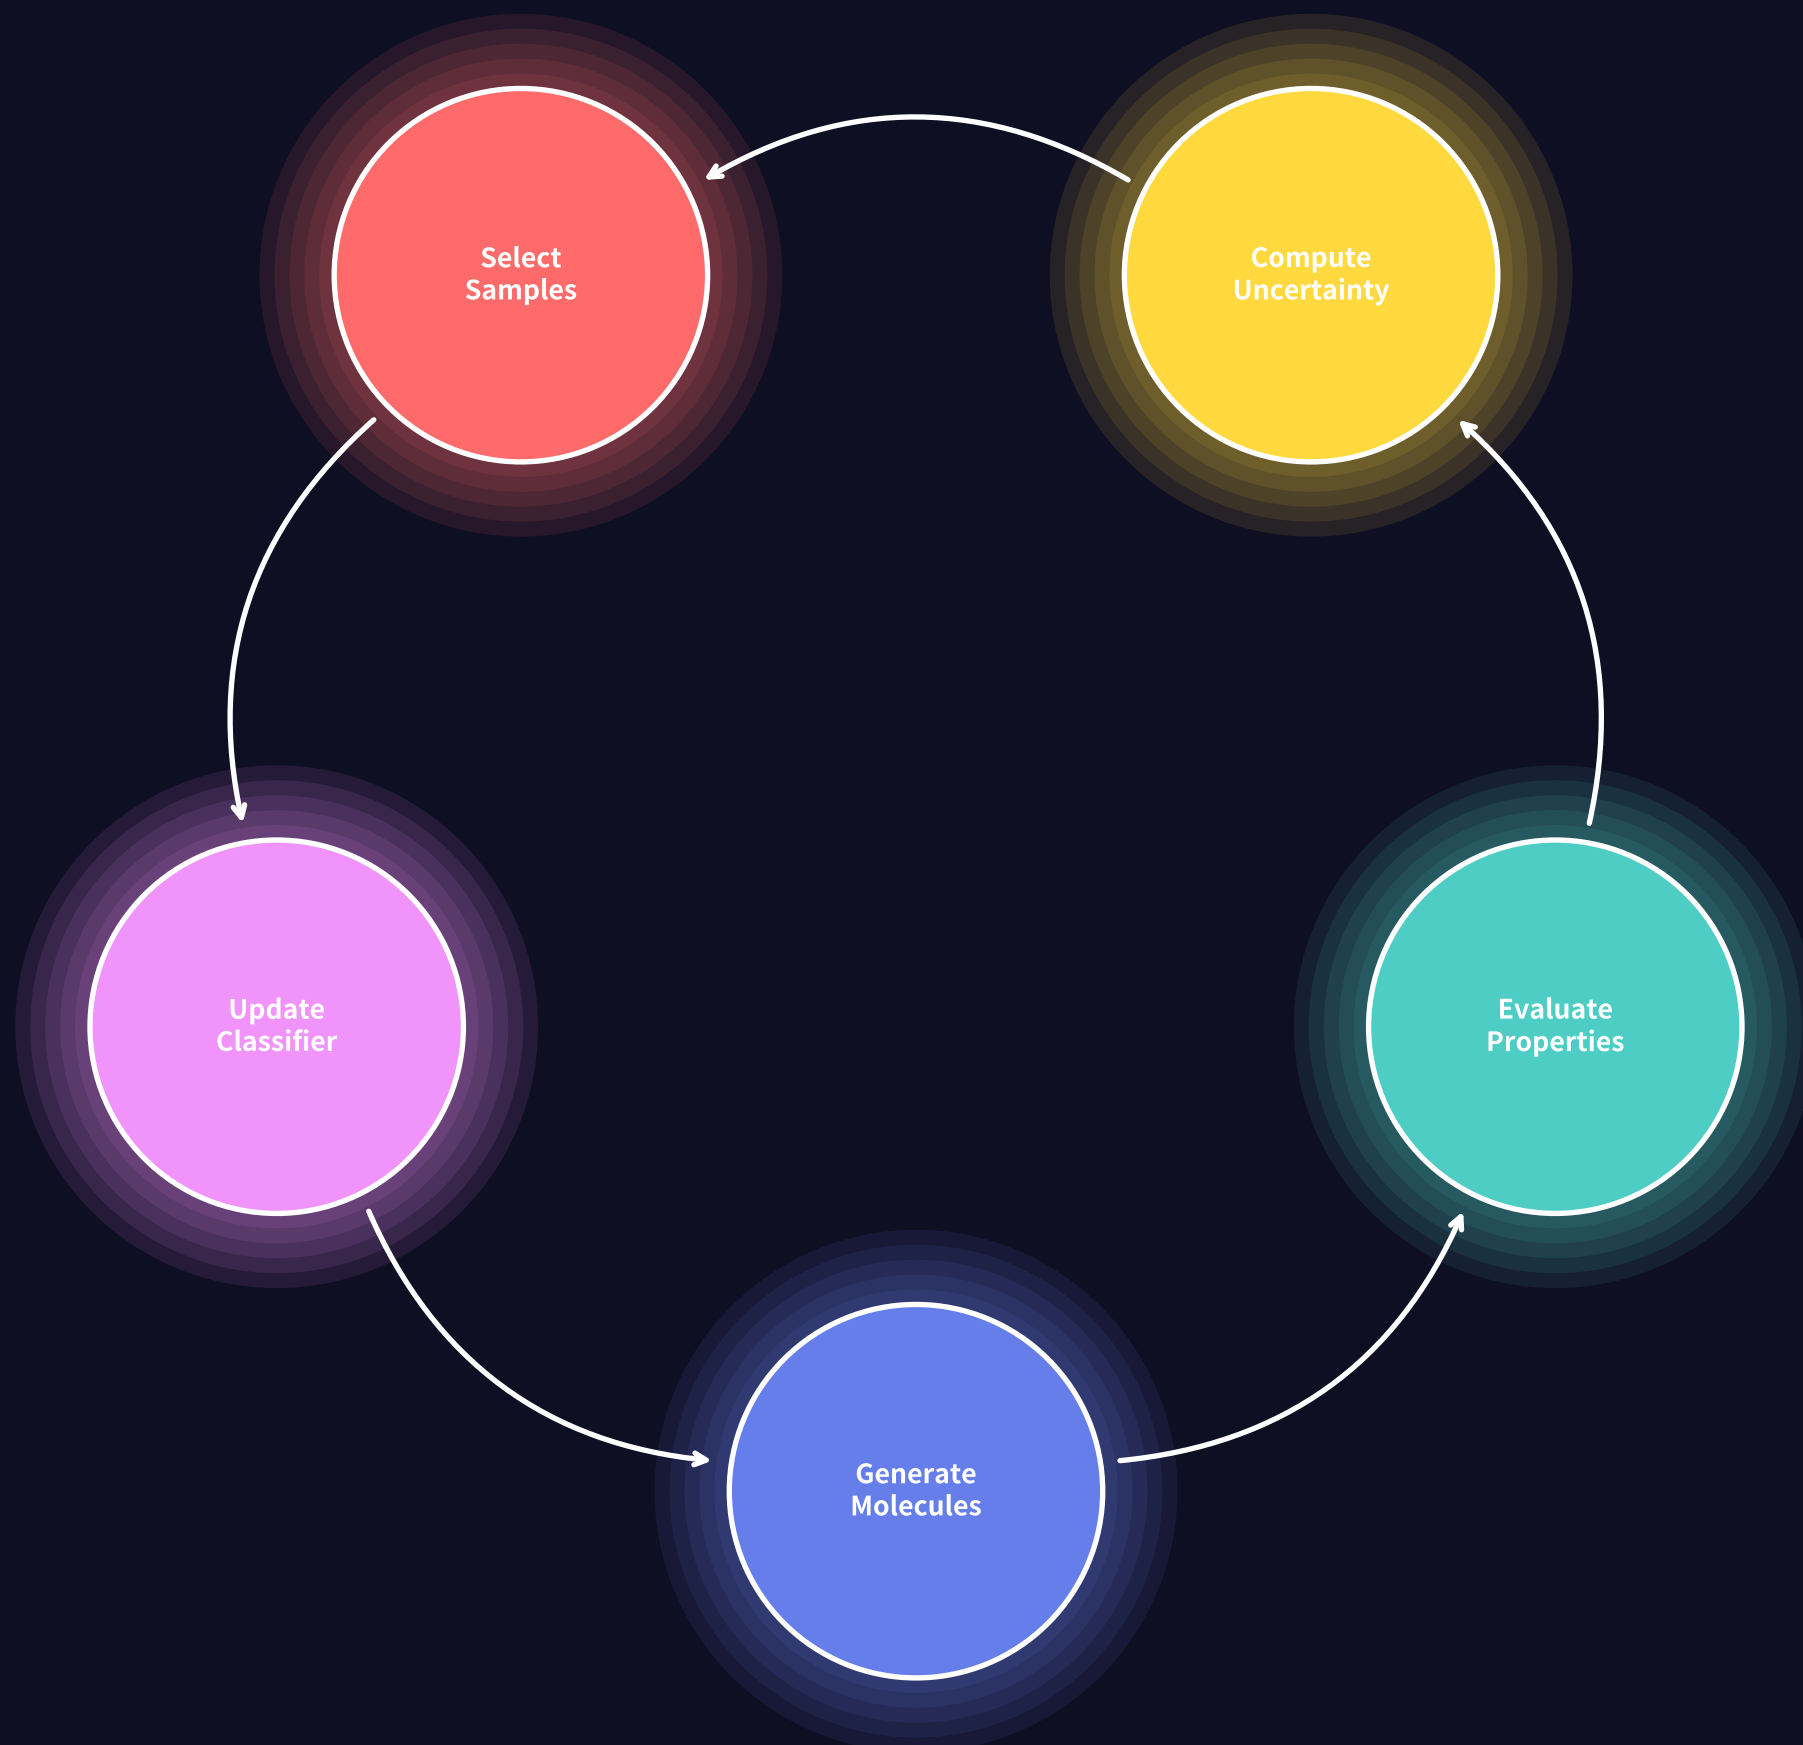 Select
Samples
Compute
Uncertainty
Update
Classifier
Evaluate
Properties
Generate
Molecules